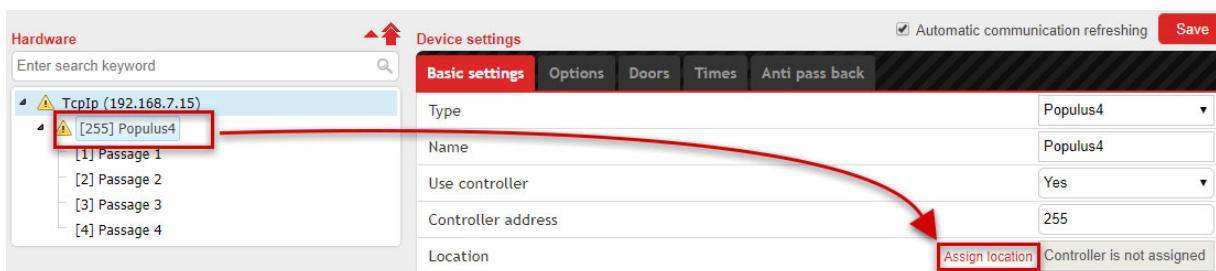 Hardware
Enter search keyword
TcpIp (192.168.7.15)
[255] Populus4
[1] Passage 1
[2] Passage 2
[3] Passage 3
[4] Passage 4
Device settings
Automatic communication refreshing Save
Basic settings Options Doors Times Anti pass back
Type Populus4
Name Populus4
Use controller Yes
Controller address 255
Location Assign location Controller is not assigned